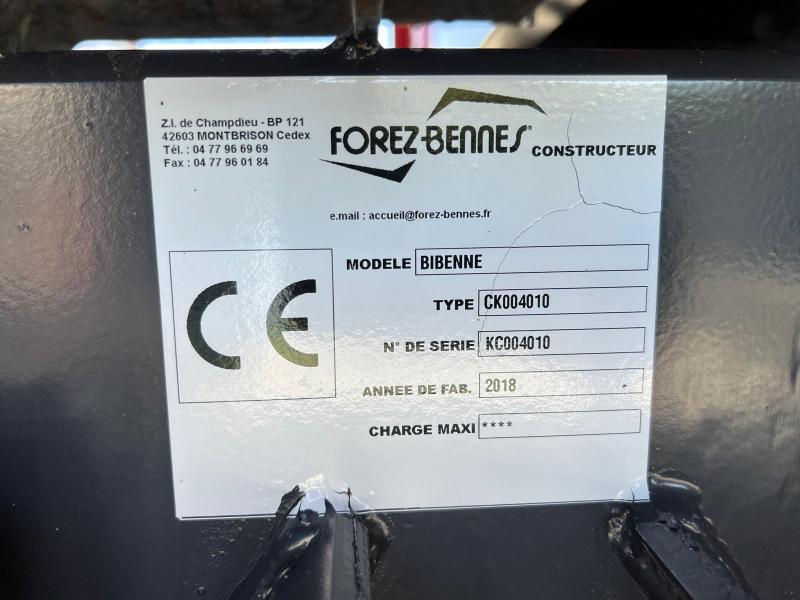 Z.I. de Champdieu - BP 121
42603 MONTBRISON Cedex
Tél. : 04 77 96 69 69
Fax : 04 77 96 01 84
FOREZ-BENNES® CONSTRUCTEUR
e.mail : accueil@forez-bennes.fr
CE
MODELE BIBENNE
TYPE CK004010
N° DE SERIE KC004010
ANNEE DE FAB. 2018
CHARGE MAXI ****